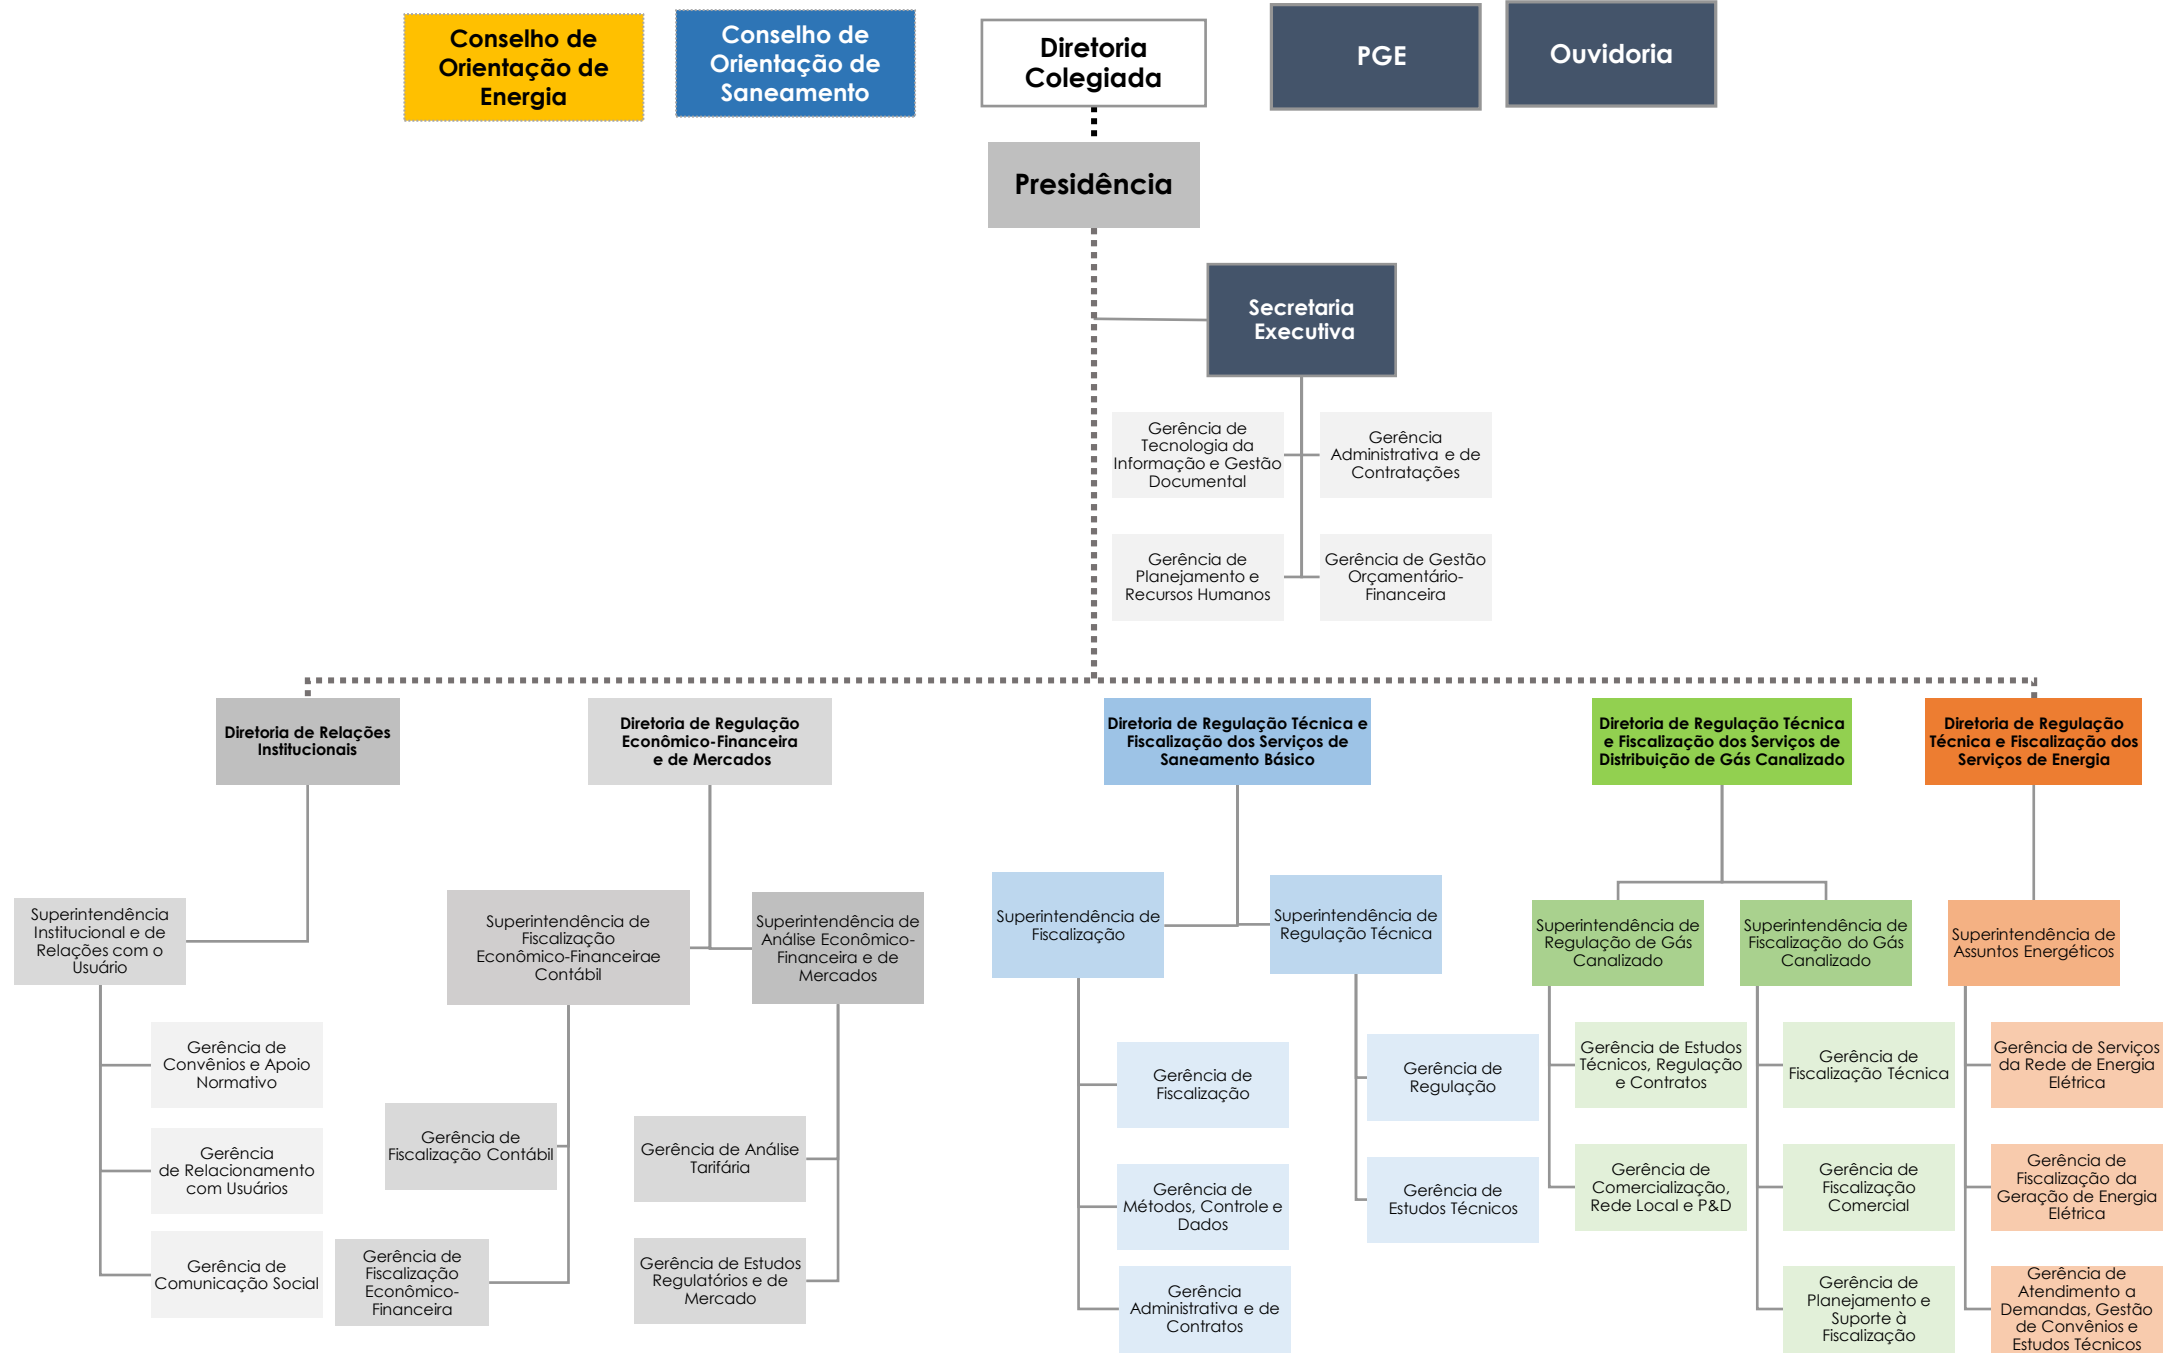 Conselho de
Orientação de
Energia
Conselho de
Orientação de
Saneamento
Diretoria
Colegiada
PGE
Ouvidoria
Presidência
Secretaria
Executiva
Gerência de
Tecnologia da
Informação e Gestão
Documental
Gerência
Administrativa e de
Contratações
Gerência de
Planejamento e
Recursos Humanos
Gerência de Gestão
Orçamentário-
Financeira
Diretoria de Relações
Institucionais
Diretoria de Regulação
Econômico-Financeira
e de Mercados
Diretoria de Regulação Técnica e
Fiscalização dos Serviços de
Saneamento Básico
Diretoria de Regulação Técnica
e Fiscalização dos Serviços de
Distribuição de Gás Canalizado
Diretoria de Regulação
Técnica e Fiscalização dos
Serviços de Energia
Superintendência
Institucional e de
Relações com o
Usuário
Superintendência de
Fiscalização
Econômico-Financeirae
Contábil
Superintendência de
Análise Econômico-
Financeira e de
Mercados
Superintendência de
Fiscalização
Superintendência de
Regulação Técnica
Superintendência de
Regulação de Gás
Canalizado
Superintendência de
Fiscalização do Gás
Canalizado
Superintendência de
Assuntos Energéticos
Gerência de
Convênios e Apoio
Normativo
Gerência
de Relacionamento
com Usuários
Gerência de
Comunicação Social
Gerência de
Fiscalização Contábil
Gerência de
Fiscalização
Econômico-
Financeira
Gerência de Análise
Tarifária
Gerência de Estudos
Regulatórios e de
Mercado
Gerência de
Fiscalização
Gerência de
Métodos, Controle e
Dados
Gerência
Administrativa e de
Contratos
Gerência de
Regulação
Gerência de
Estudos Técnicos
Gerência de Estudos
Técnicos, Regulação
e Contratos
Gerência de
Comercialização,
Rede Local e P&D
Gerência de
Fiscalização Técnica
Gerência de
Fiscalização
Comercial
Gerência de
Planejamento e
Suporte à
Fiscalização
Gerência de Serviços
da Rede de Energia
Elétrica
Gerência de
Fiscalização da
Geração de Energia
Elétrica
Gerência de
Atendimento a
Demandas, Gestão
de Convênios e
Estudos Técnicos